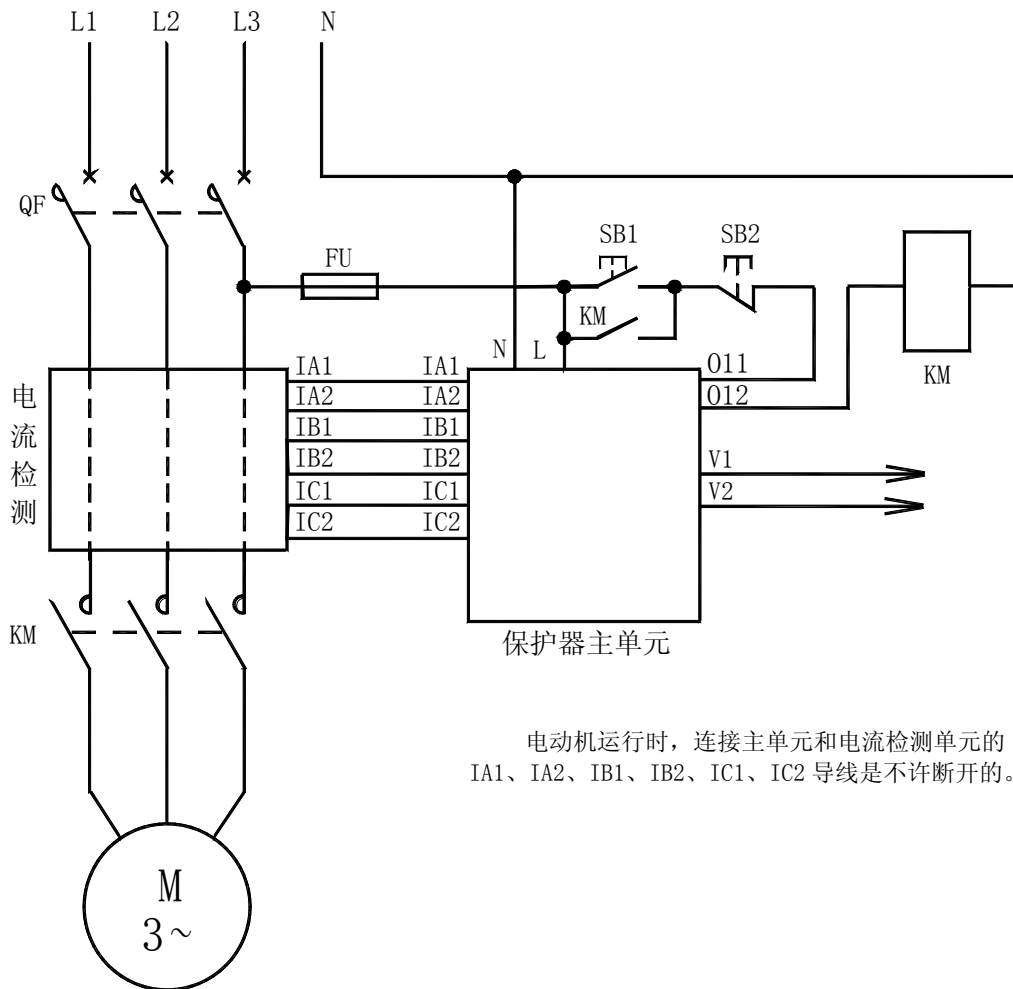 L1 L2 L3 N
QF
SB1 SB2
FU
KM
N L
KM
IA1 IA1 O11
IA2 IA2 O12
IB1 IB1
IB2 IB2 V1
IC1 IC1 V2
IC2 IC2
电流检测
KM
保护器主单元
电动机运行时，连接主单元和电流检测单元的
IA1、IA2、IB1、IB2、IC1、IC2 导线是不许断开的。
M
3~